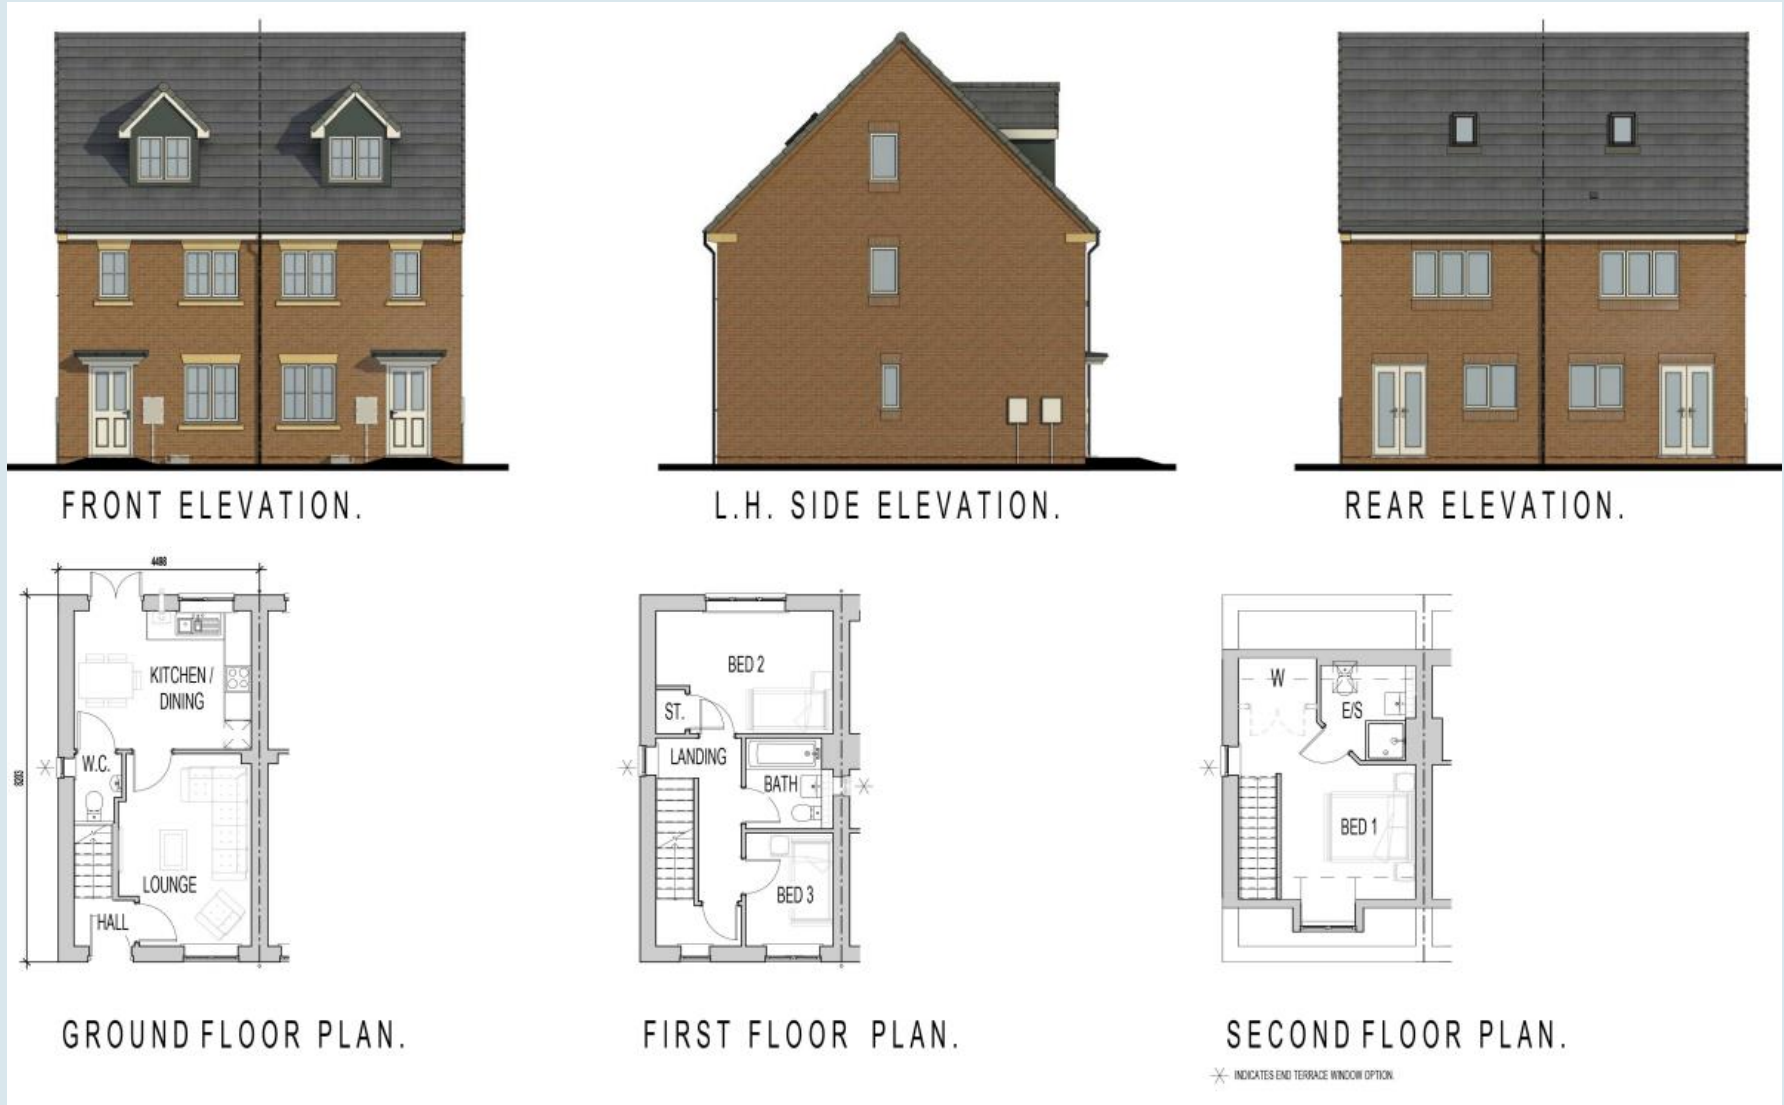 FRONT ELEVATION.
L.H. SIDE ELEVATION.
REAR ELEVATION.
4498
KITCHEN /
DINING
W.C.
LOUNGE
HALL
BED 2
ST.
LANDING
BATH
BED 3
W
E/S
BED 1
GROUND FLOOR PLAN.
FIRST FLOOR PLAN.
SECOND FLOOR PLAN.
INDICATES END TERRACE WINDOW OPTION.